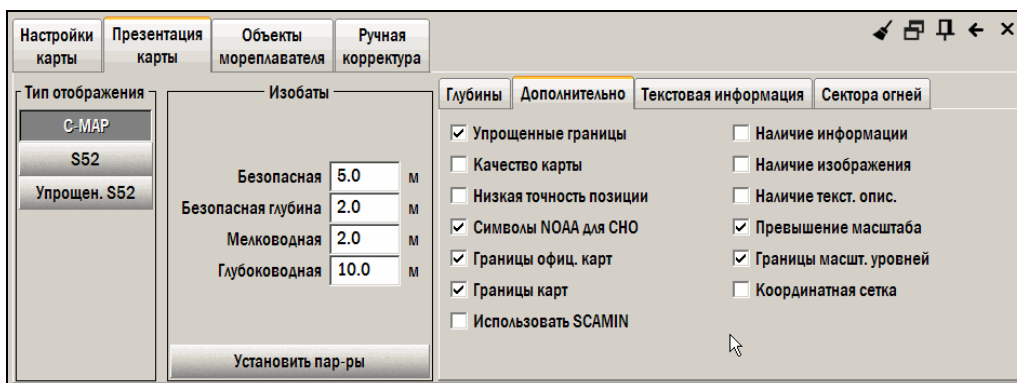 Настройки карты
Презентация карты
Объекты мореплавателя
Ручная корректура
Тип отображения
C-MAP
S52
Упрощен. S52
Изобаты
Безопасная 5.0 м
Безопасная глубина 2.0 м
Мелководная 2.0 м
Глубоководная 10.0 м
Установить пар-ры
Глубины
Дополнительно
Текстовая информация
Сектора огней
Упрощенные границы
Качество карты
Низкая точность позиции
Символы NOAA для СНО
Границы офиц. карт
Границы карт
Использовать SCAMIN
Наличие информации
Наличие изображения
Наличие текст. опис.
Превышение масштаба
Границы масшт. уровней
Координатная сетка